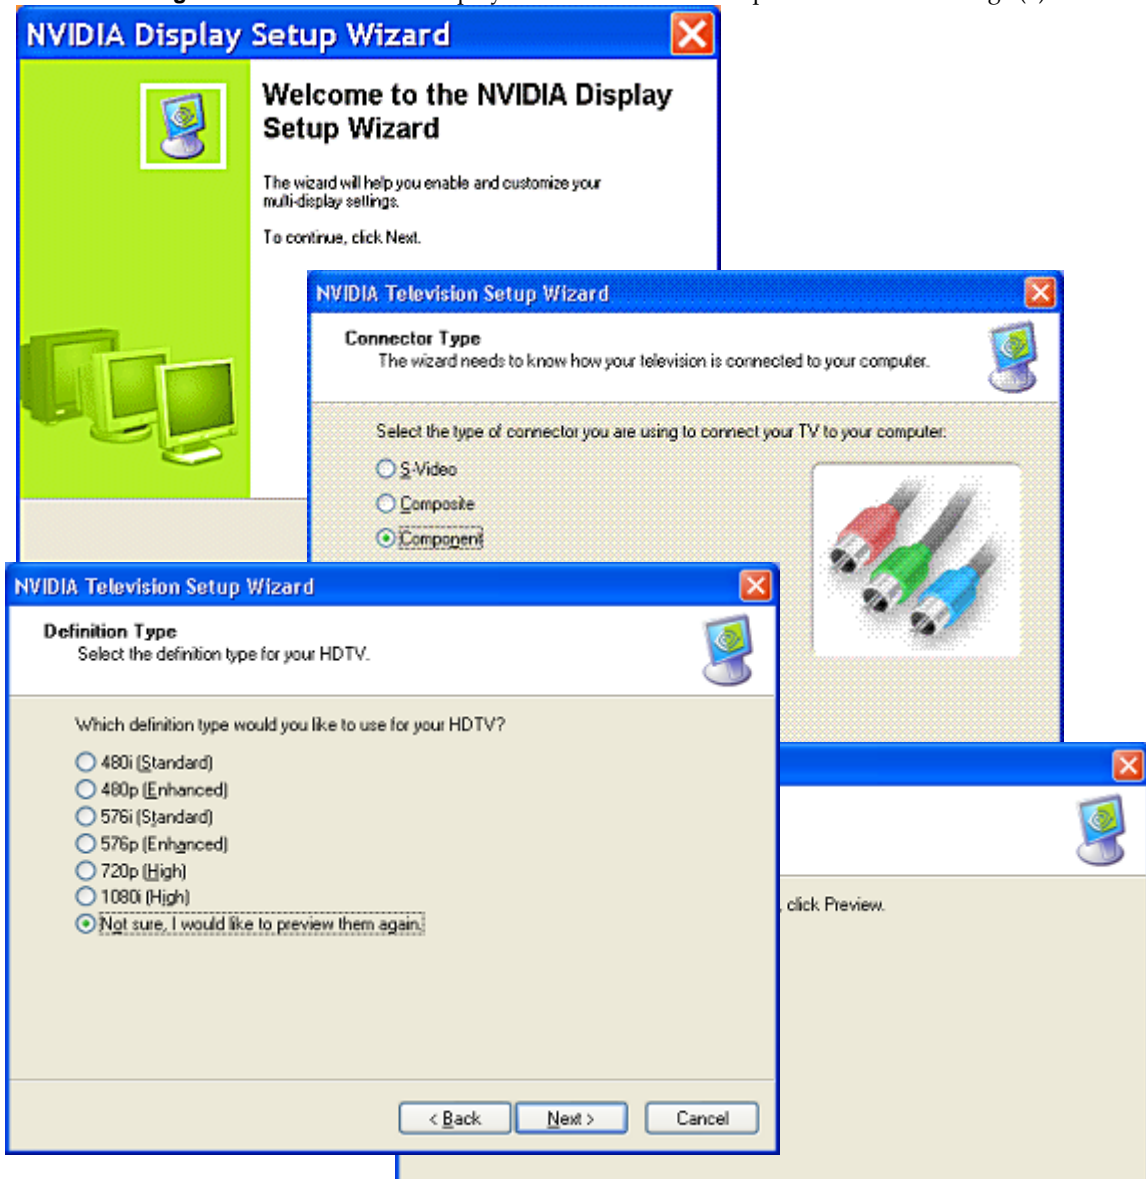 NVIDIA Display Setup Wizard
Welcome to the NVIDIA Display
Setup Wizard
The wizard will help you enable and customize your
multi-display settings.
To continue, click Next.
NVIDIA Television Setup Wizard
Connector Type
The wizard needs to know how your television is connected to your computer.
Select the type of connector you are using to connect your TV to your computer:
S-Video
Composite
Component
NVIDIA Television Setup Wizard
Definition Type
Select the definition type for your HDTV.
Which definition type would you like to use for your HDTV?
480i (Standard)
480p (Enhanced)
576i (Standard)
576p (Enhanced)
720p (High)
1080i (High)
Not sure, I would like to preview them again.
< Back
Next >
Cancel
, click Preview.